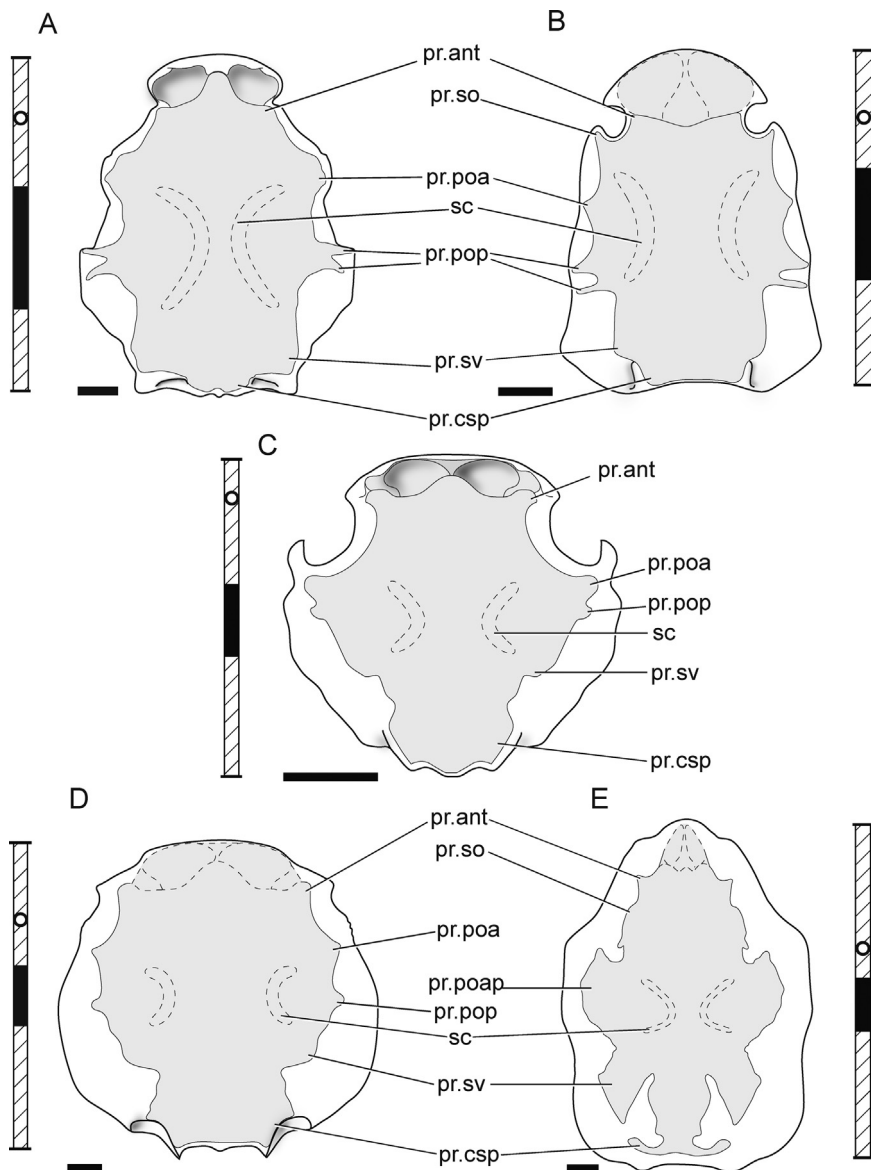 A
B
pr.ant
pr.so
pr.poa
sc
pr.pop
pr.sv
pr.csp
C
pr.ant
pr.poa
pr.pop
sc
pr.sv
pr.csp
D
E
pr.ant
pr.so
pr.poa
pr.poap
pr.pop
sc
pr.sv
pr.csp